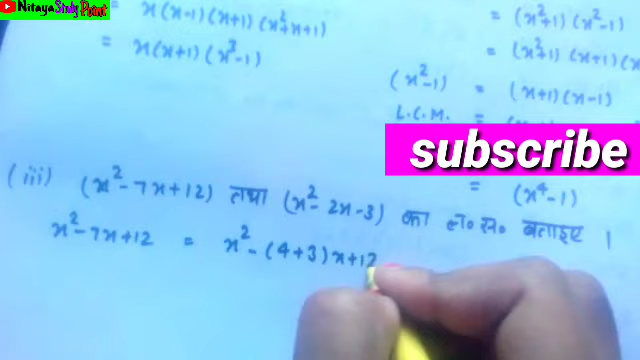 Nitaya Study Point
= x(x-1)(x+1)(x²+x+1)
= x(x+1)(x³-1)
= (x²+1)(x²-1)
= (x²+1)(x+1)(x
(x²-1) = (x+1)(x-1)
L.C.M. =
subscribe
= (x⁴-1)
(iii) (x²-7x+12) तथा (x²-2x-3) का ल॰स॰ बताइए ।
x²-7x+12 = x²-(4+3)x+12